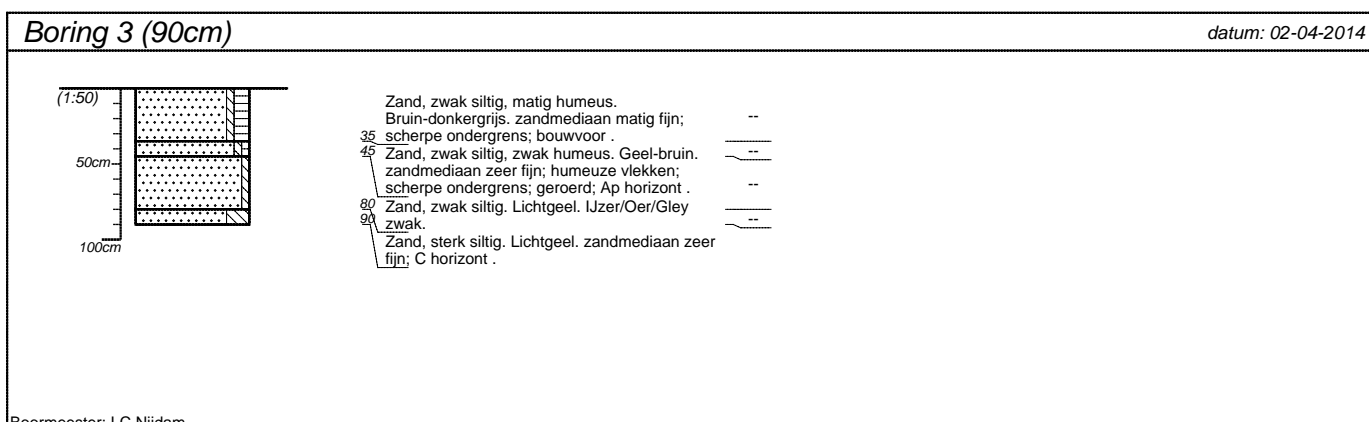 Boring 3 (90cm)
datum: 02-04-2014
(1:50)
50cm
100cm
Zand, zwak siltig, matig humeus.
Bruin-donkergrijs. zandmediaan matig fijn; --
35 scherpe ondergrens; bouwvoor .
45 Zand, zwak siltig, zwak humeus. Geel-bruin. --
zandmediaan zeer fijn; humeuze vlekken;
scherpe ondergrens; geroerd; Ap horizont . --
80 Zand, zwak siltig. Lichtgeel. IJzer/Oer/Gley
90 zwak. --
Zand, sterk siltig. Lichtgeel. zandmediaan zeer
fijn; C horizont .
Boormeester: LC Nijdam